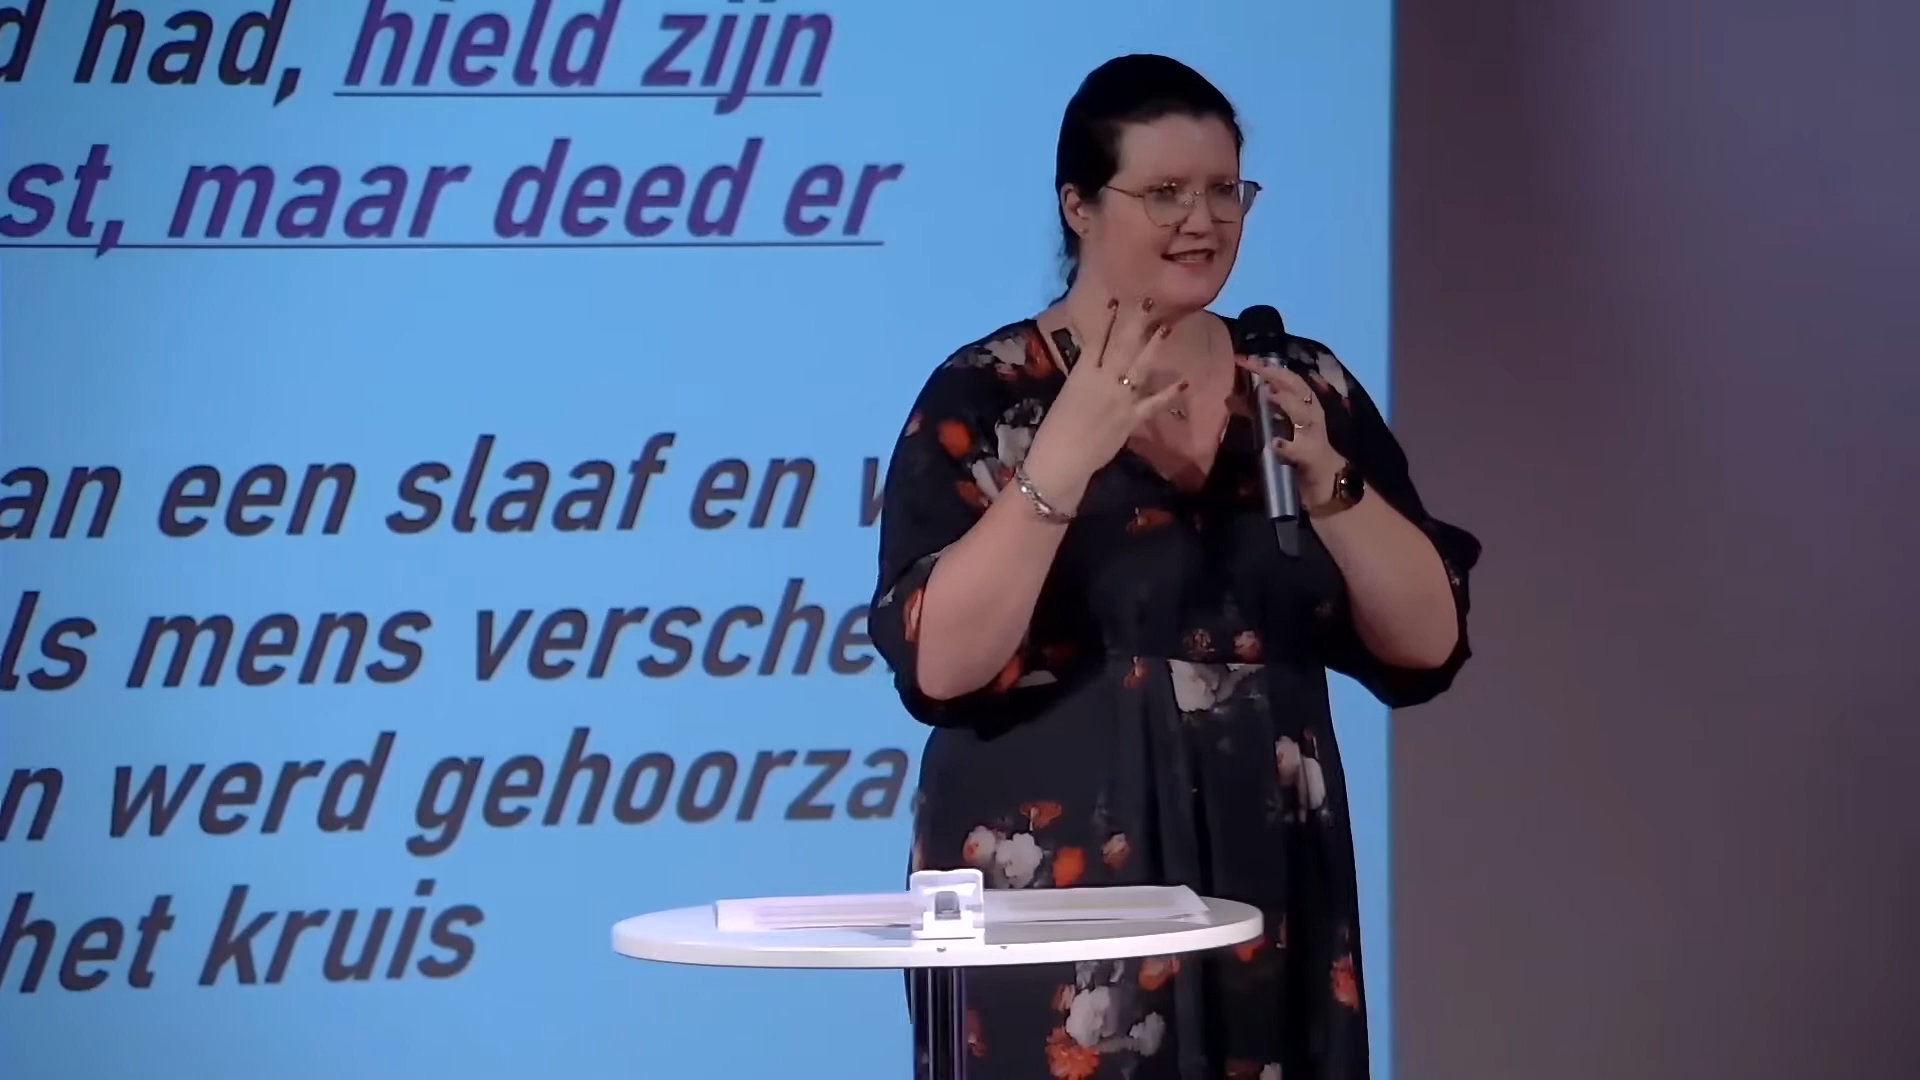 had, hield zijn
st, maar deed er
an een slaaf en
ls mens versche
n werd gehoorza
het kruis